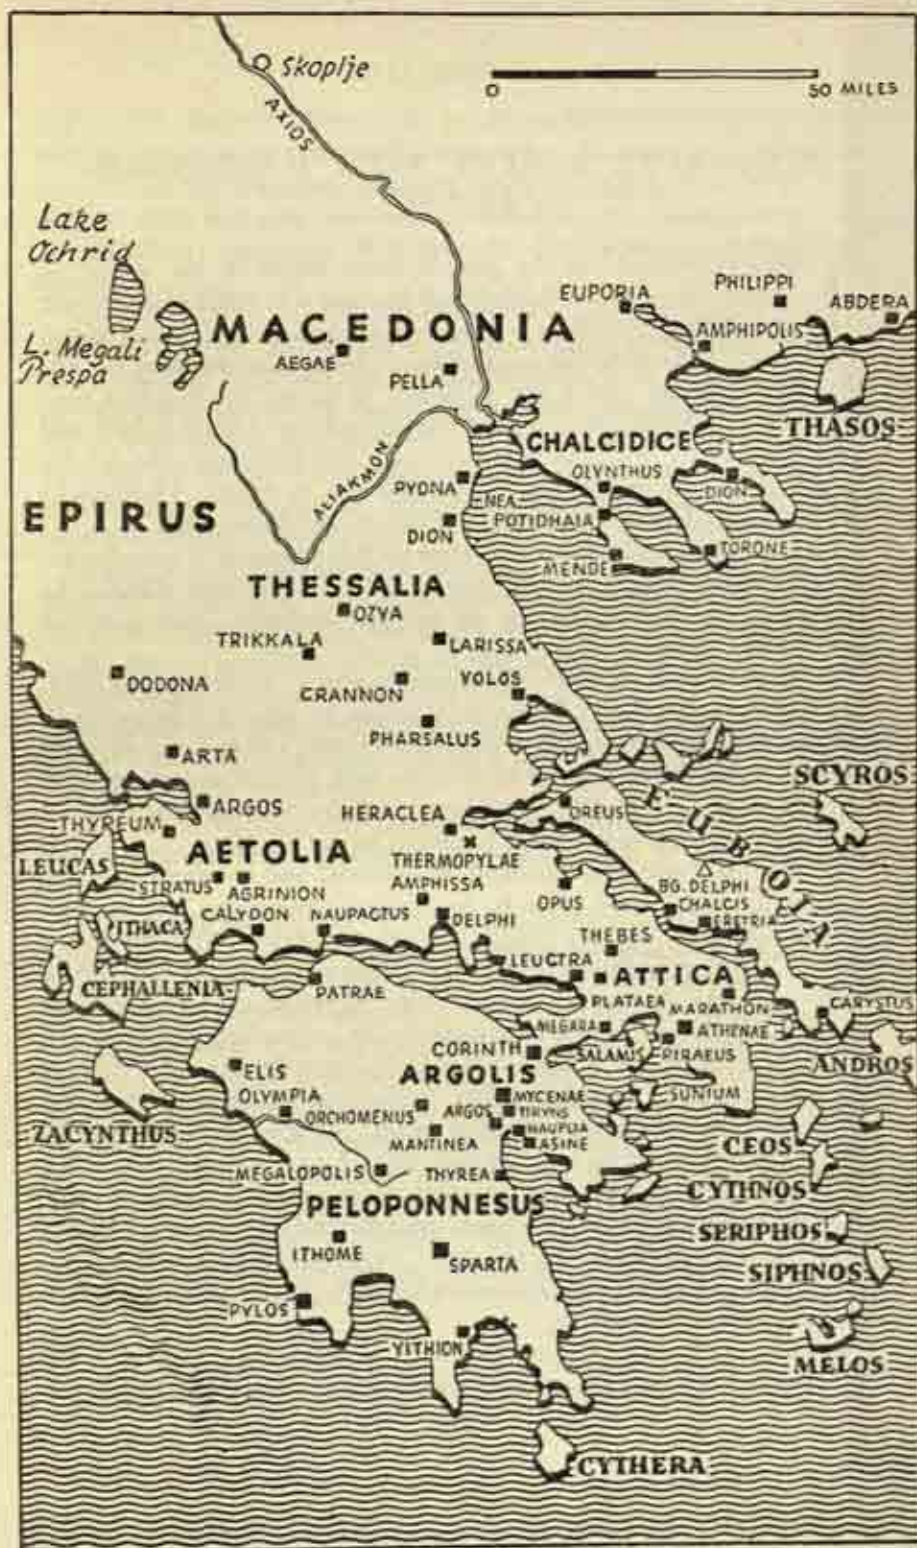 Skoplje
0 50 MILES
AXIOS
Lake
Ochrid
L. Megali
Prespa
MACEDONIA
AEGAE
PELLA
EUPORIA
PHILIPPI
ABDERA
AMPHIPOLIS
THASOS
CHALCIDICE
OLYNTHUS
DION
ALIAKMON
PYDNA
NEA
POTIDHAIA
DION
MENDE
TORONE
EPIRUS
THESSALIA
OZYA
TRIKKALA
LARISSA
DODONA
CRANNON
VOLOS
PHARSALUS
ARTA
ARGOS
THYREUM
HERACLEA
OREUS
EUBOIA
SCYROS
LEUCAS
AETOLIA
THERMOPYLAE
STRATUS
AGRINION
AMPHISSA
OPUS
BG. DELPHI
CHALCIS
ERETRIA
ITHACA
CALYDON
NAUPACTUS
DELPHI
THEBES
LEUCTRA
ATTICA
CEPHALLENIA
PATRAE
PLATAEA
MARATHON
CARYSTUS
MEGARA
ATHENAE
CORINTH
SALAMIS
PIRAEUS
ANDROS
ELIS
ARGOLIS
SUNIUM
OLYMPIA
MYCENAE
ORCHOMENUS
ARGOS
TIRYNS
ZACYNTHUS
MANTINEA
NAUPLIA
ASINE
CEOS
MEGALOPOLIS
THYREA
CYTHNOS
PELOPONNESUS
SERIPHOS
ITHOME
SPARTA
SIPHNOS
PYLOS
YITHION
MELOS
CYTHERA